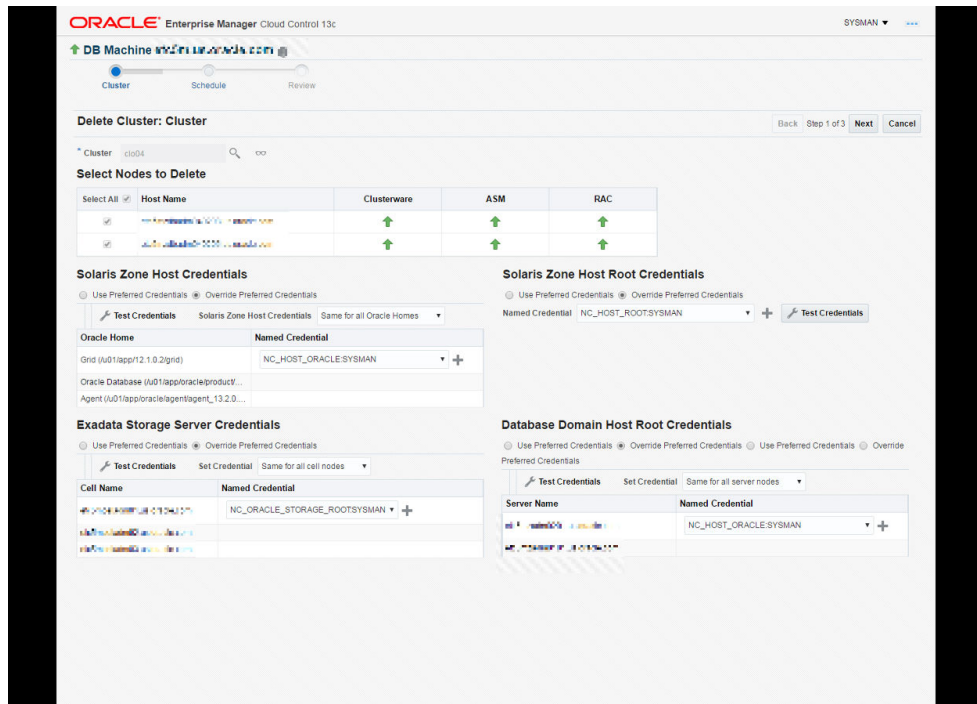 ORACLE® Enterprise Manager Cloud Control 13c
SYSMAN
DB Machine
Cluster Schedule Review
Delete Cluster: Cluster
Back Step 1 of 3 Next Cancel
* Cluster clo04
Select Nodes to Delete
Select All Host Name Clusterware ASM RAC
Solaris Zone Host Credentials
Use Preferred Credentials Override Preferred Credentials
Test Credentials Solaris Zone Host Credentials Same for all Oracle Homes
Oracle Home Named Credential
Grid (/u01/app/12.1.0.2/grid) NC_HOST_ORACLE:SYSMAN
Oracle Database (/u01/app/oracle/product/...
Agent (/u01/app/oracle/agent/agent_13.2.0....
Solaris Zone Host Root Credentials
Use Preferred Credentials Override Preferred Credentials
Named Credential NC_HOST_ROOT:SYSMAN Test Credentials
Exadata Storage Server Credentials
Use Preferred Credentials Override Preferred Credentials
Test Credentials Set Credential Same for all cell nodes
Cell Name Named Credential
NC_ORACLE_STORAGE_ROOTSYSMAN
Database Domain Host Root Credentials
Use Preferred Credentials Override Preferred Credentials Use Preferred Credentials Override
Preferred Credentials
Test Credentials Set Credential Same for all server nodes
Server Name Named Credential
NC_HOST_ORACLE:SYSMAN